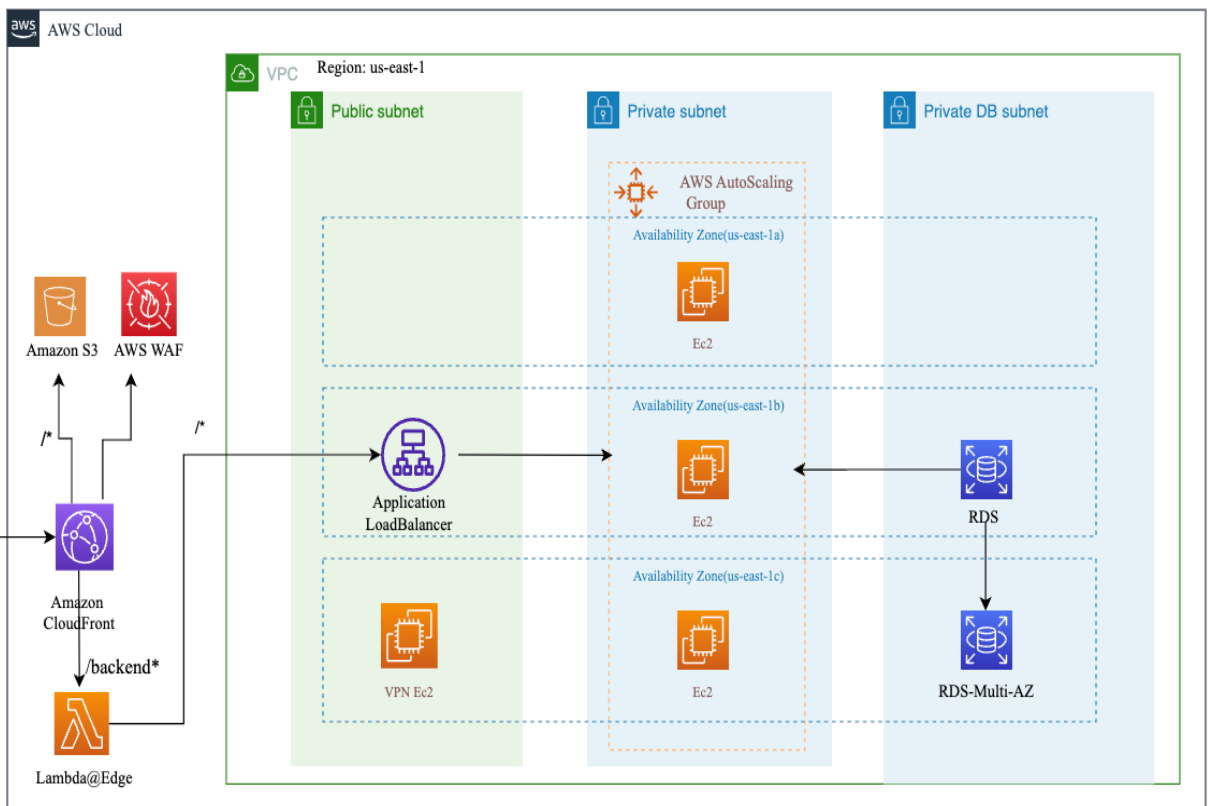 aws
AWS Cloud
VPC
Region: us-east-1
Public subnet
Private subnet
Private DB subnet
AWS AutoScaling
Group
Availability Zone(us-east-1a)
Ec2
Amazon S3
AWS WAF
/*
/*
Availability Zone(us-east-1b)
Application
LoadBalancer
Ec2
RDS
Amazon
CloudFront
/backend*
Lambda@Edge
Availability Zone(us-east-1c)
VPN Ec2
Ec2
RDS-Multi-AZ